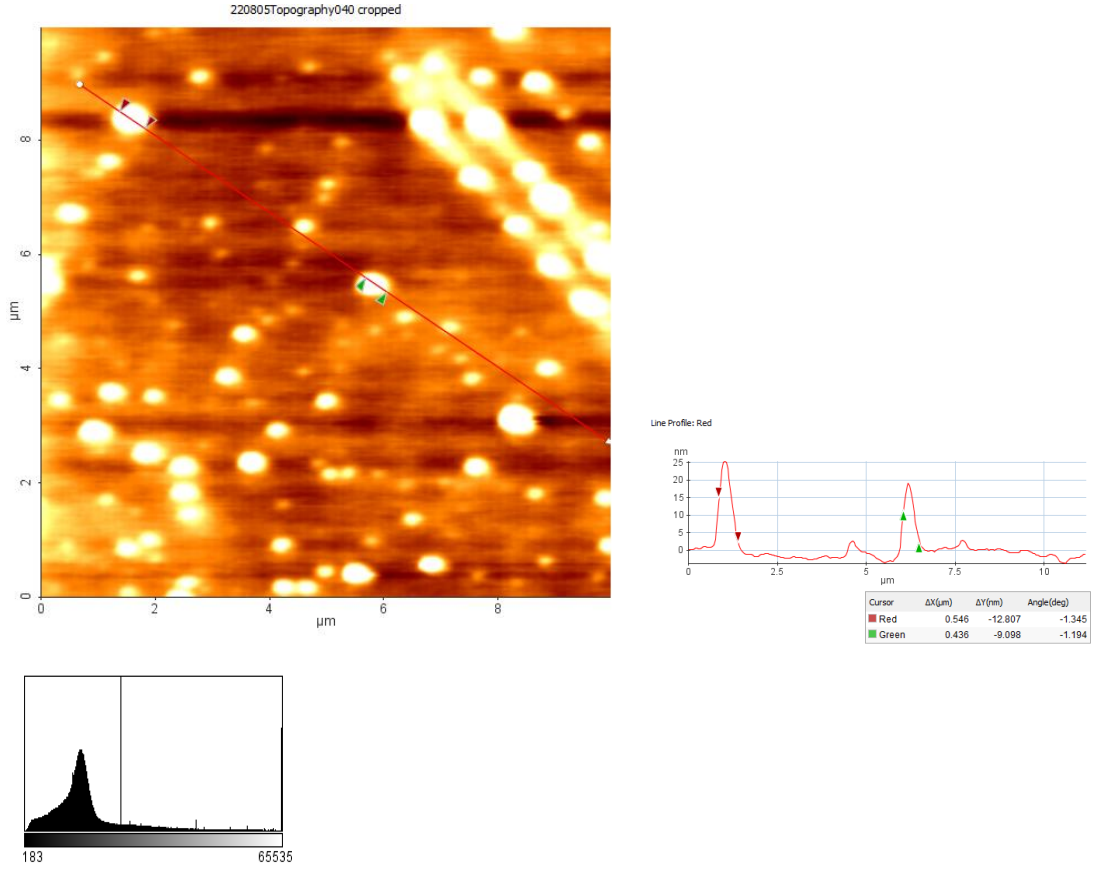 220805Topography040 cropped
8
6
µm
4
2
0
0 2 4 6 8
µm
Line Profile: Red
nm
25
20
15
10
5
0
0 2.5 5 7.5 10
µm
Cursor ΔX(µm) ΔY(nm) Angle(deg)
Red 0.546 -12.807 -1.345
Green 0.436 -9.098 -1.194
183 65535